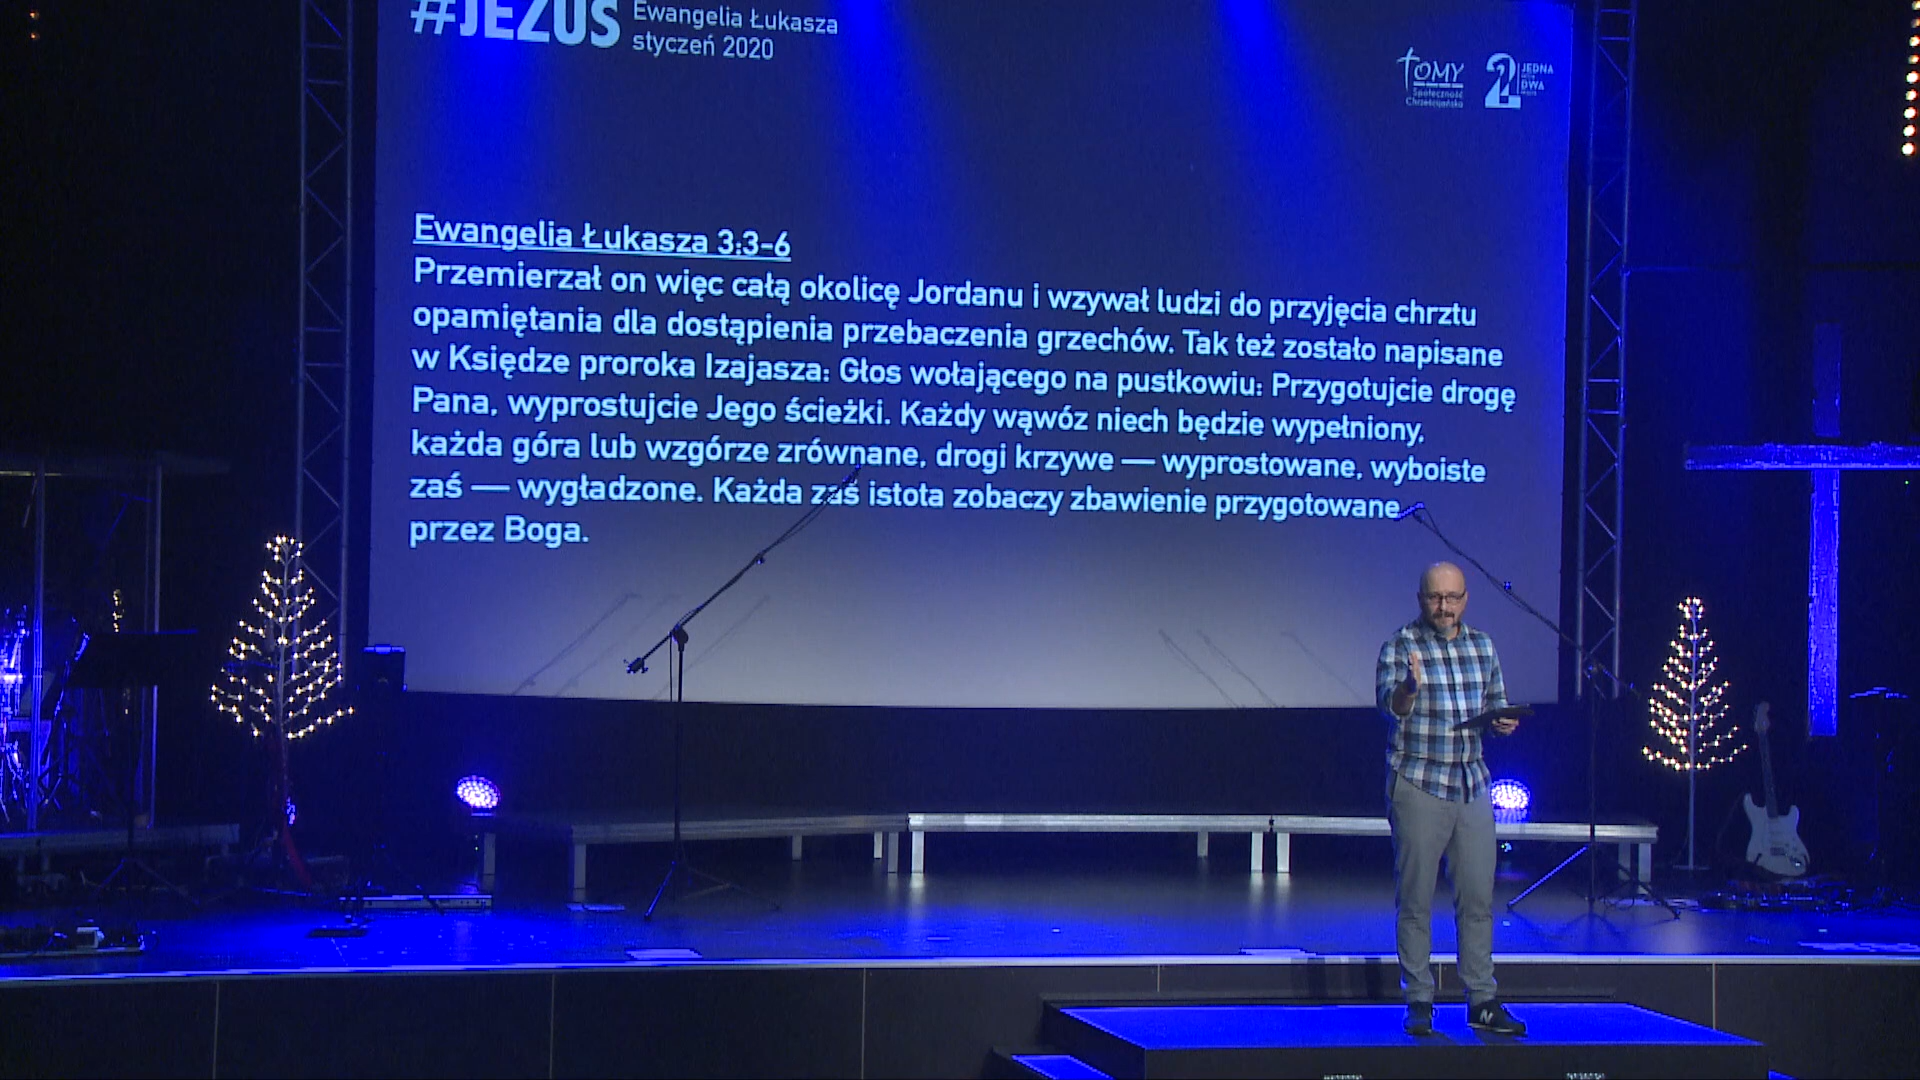 #JEZUS
Ewangelia Łukasza
styczeń 2020
tOMY
Społeczność
Chrześcijańska
2
JEDNA
DWA
Ewangelia Łukasza 3:3-6
Przemierzał on więc całą okolicę Jordanu i wzywał ludzi do przyjęcia chrztu
opamiętania dla dostąpienia przebaczenia grzechów. Tak też zostało napisane
w Księdze proroka Izajasza: Głos wołającego na pustkowiu: Przygotujcie drogę
Pana, wyprostujcie Jego ścieżki. Każdy wąwóz niech będzie wypełniony,
każda góra lub wzgórze zrównane, drogi krzywe — wyprostowane, wyboiste
zaś — wygładzone. Każda zaś istota zobaczy zbawienie przygotowane
przez Boga.
N